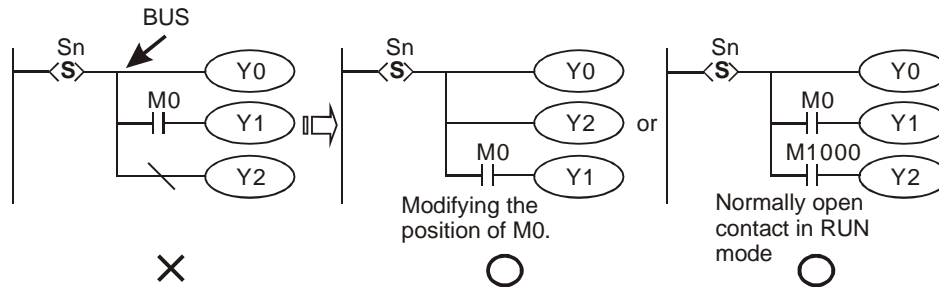 BUS
Sn
S
Y0
M0
Y1
Y2
Sn
S
Y0
Y2
M0
Y1
Modifying the
position of M0.
or
Sn
S
Y0
M0
Y1
M1000
Y2
Normally open
contact in RUN
mode